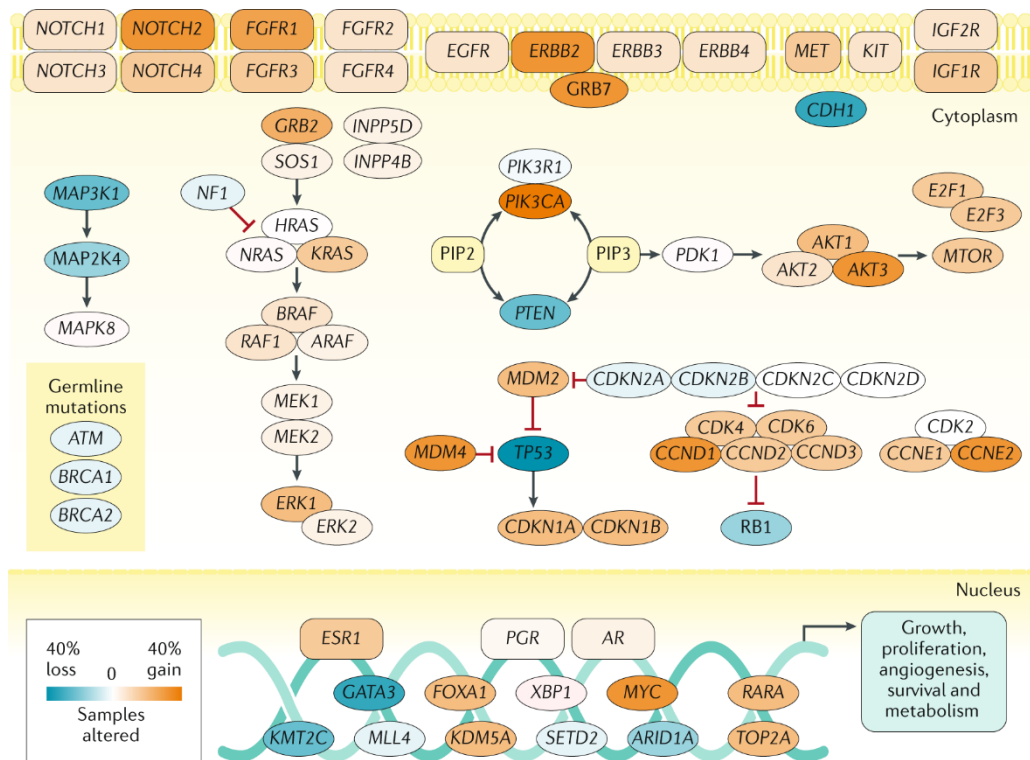 NOTCH1
NOTCH2
FGFR1
FGFR2
NOTCH3
NOTCH4
FGFR3
FGFR4
EGFR
ERBB2
ERBB3
ERBB4
GRB7
MET
KIT
IGF2R
IGF1R
CDH1
Cytoplasm
GRB2
SOS1
INPP5D
INPP4B
MAP3K1
MAP2K4
MAPK8
NF1
HRAS
NRAS
KRAS
BRAF
RAF1
ARAF
MEK1
MEK2
ERK1
ERK2
PIK3R1
PIK3CA
PIP2
PIP3
PTEN
PDK1
AKT1
AKT2
AKT3
E2F1
E2F3
MTOR
Germline
mutations
ATM
BRCA1
BRCA2
MDM2
CDKN2A
CDKN2B
CDKN2C
CDKN2D
MDM4
TP53
CDKN1A
CDKN1B
CDK4
CDK6
CCND1
CCND2
CCND3
RB1
CDK2
CCNE1
CCNE2
Nucleus
40%
loss
0
40%
gain
Samples
altered
ESR1
PGR
AR
GATA3
FOXA1
XBP1
MYC
RARA
KMT2C
MLL4
KDM5A
SETD2
ARID1A
TOP2A
Growth,
proliferation,
angiogenesis,
survival and
metabolism